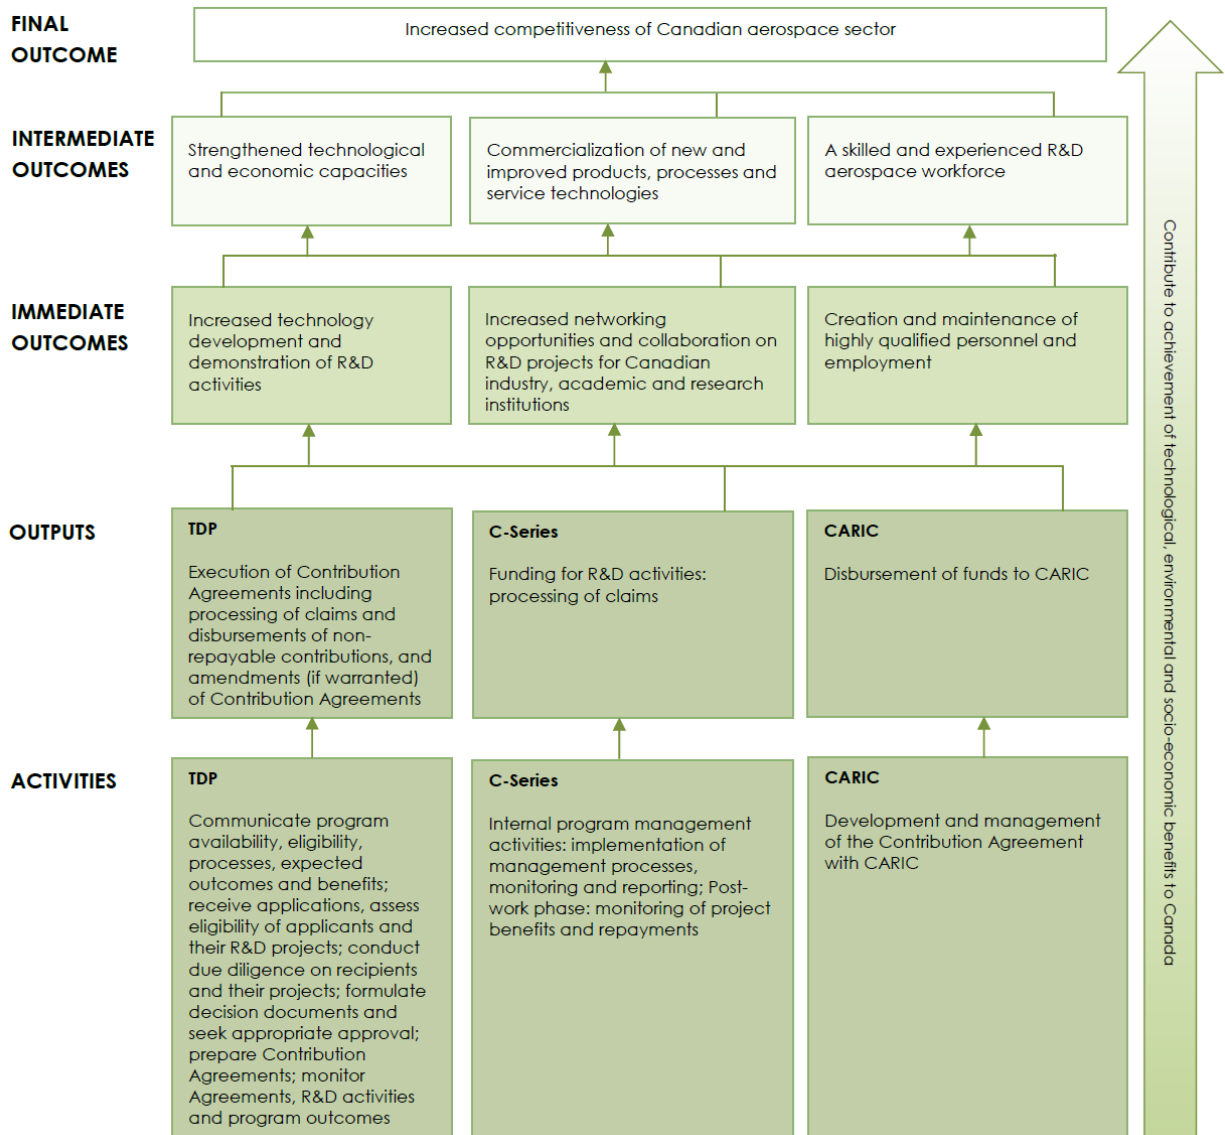 FINAL
OUTCOME
Increased competitiveness of Canadian aerospace sector
INTERMEDIATE
OUTCOMES
Strengthened technological
and economic capacities
Commercialization of new and
improved products, processes and
service technologies
A skilled and experienced R&D
aerospace workforce
IMMEDIATE
OUTCOMES
Increased technology
development and
demonstration of R&D
activities
Increased networking
opportunities and collaboration on
R&D projects for Canadian
industry, academic and research
institutions
Creation and maintenance of
highly qualified personnel and
employment
OUTPUTS
TDP
Execution of Contribution
Agreements including
processing of claims and
disbursements of non-
repayable contributions, and
amendments (if warranted)
of Contribution Agreements
C-Series
Funding for R&D activities:
processing of claims
CARIC
Disbursement of funds to CARIC
ACTIVITIES
TDP
Communicate program
availability, eligibility,
processes, expected
outcomes and benefits;
receive applications, assess
eligibility of applicants and
their R&D projects; conduct
due diligence on recipients
and their projects; formulate
decision documents and
seek appropriate approval;
prepare Contribution
Agreements; monitor
Agreements, R&D activities
and program outcomes
C-Series
Internal program management
activities: implementation of
management processes,
monitoring and reporting; Post-
work phase: monitoring of project
benefits and repayments
CARIC
Development and management
of the Contribution Agreement
with CARIC
Contribute to achievement of technological, environmental and socio-economic benefits to Canada